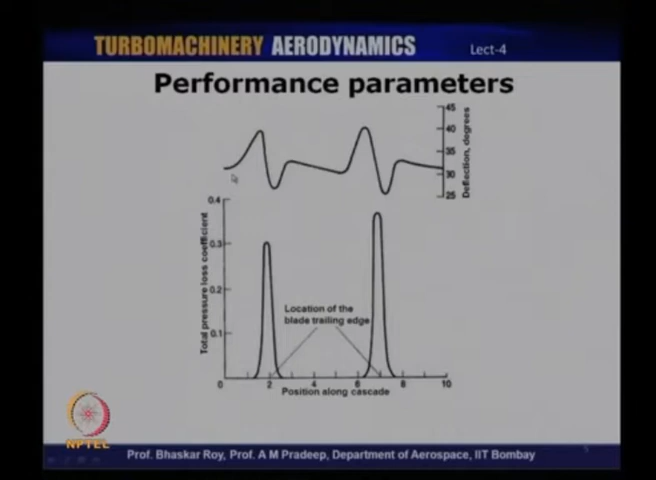 TURBOMACHINERY AERODYNAMICS
Lect-4
Performance parameters
45
40
35
30
25
Deflection, degrees
0.4
0.3
0.2
0.1
Total pressure loss coefficient
Location of the
blade trailing edge
0 2 4 6 8 10
Position along cascade
NPTEL
Prof. Bhaskar Roy, Prof. A M Pradeep, Department of Aerospace, IIT Bombay